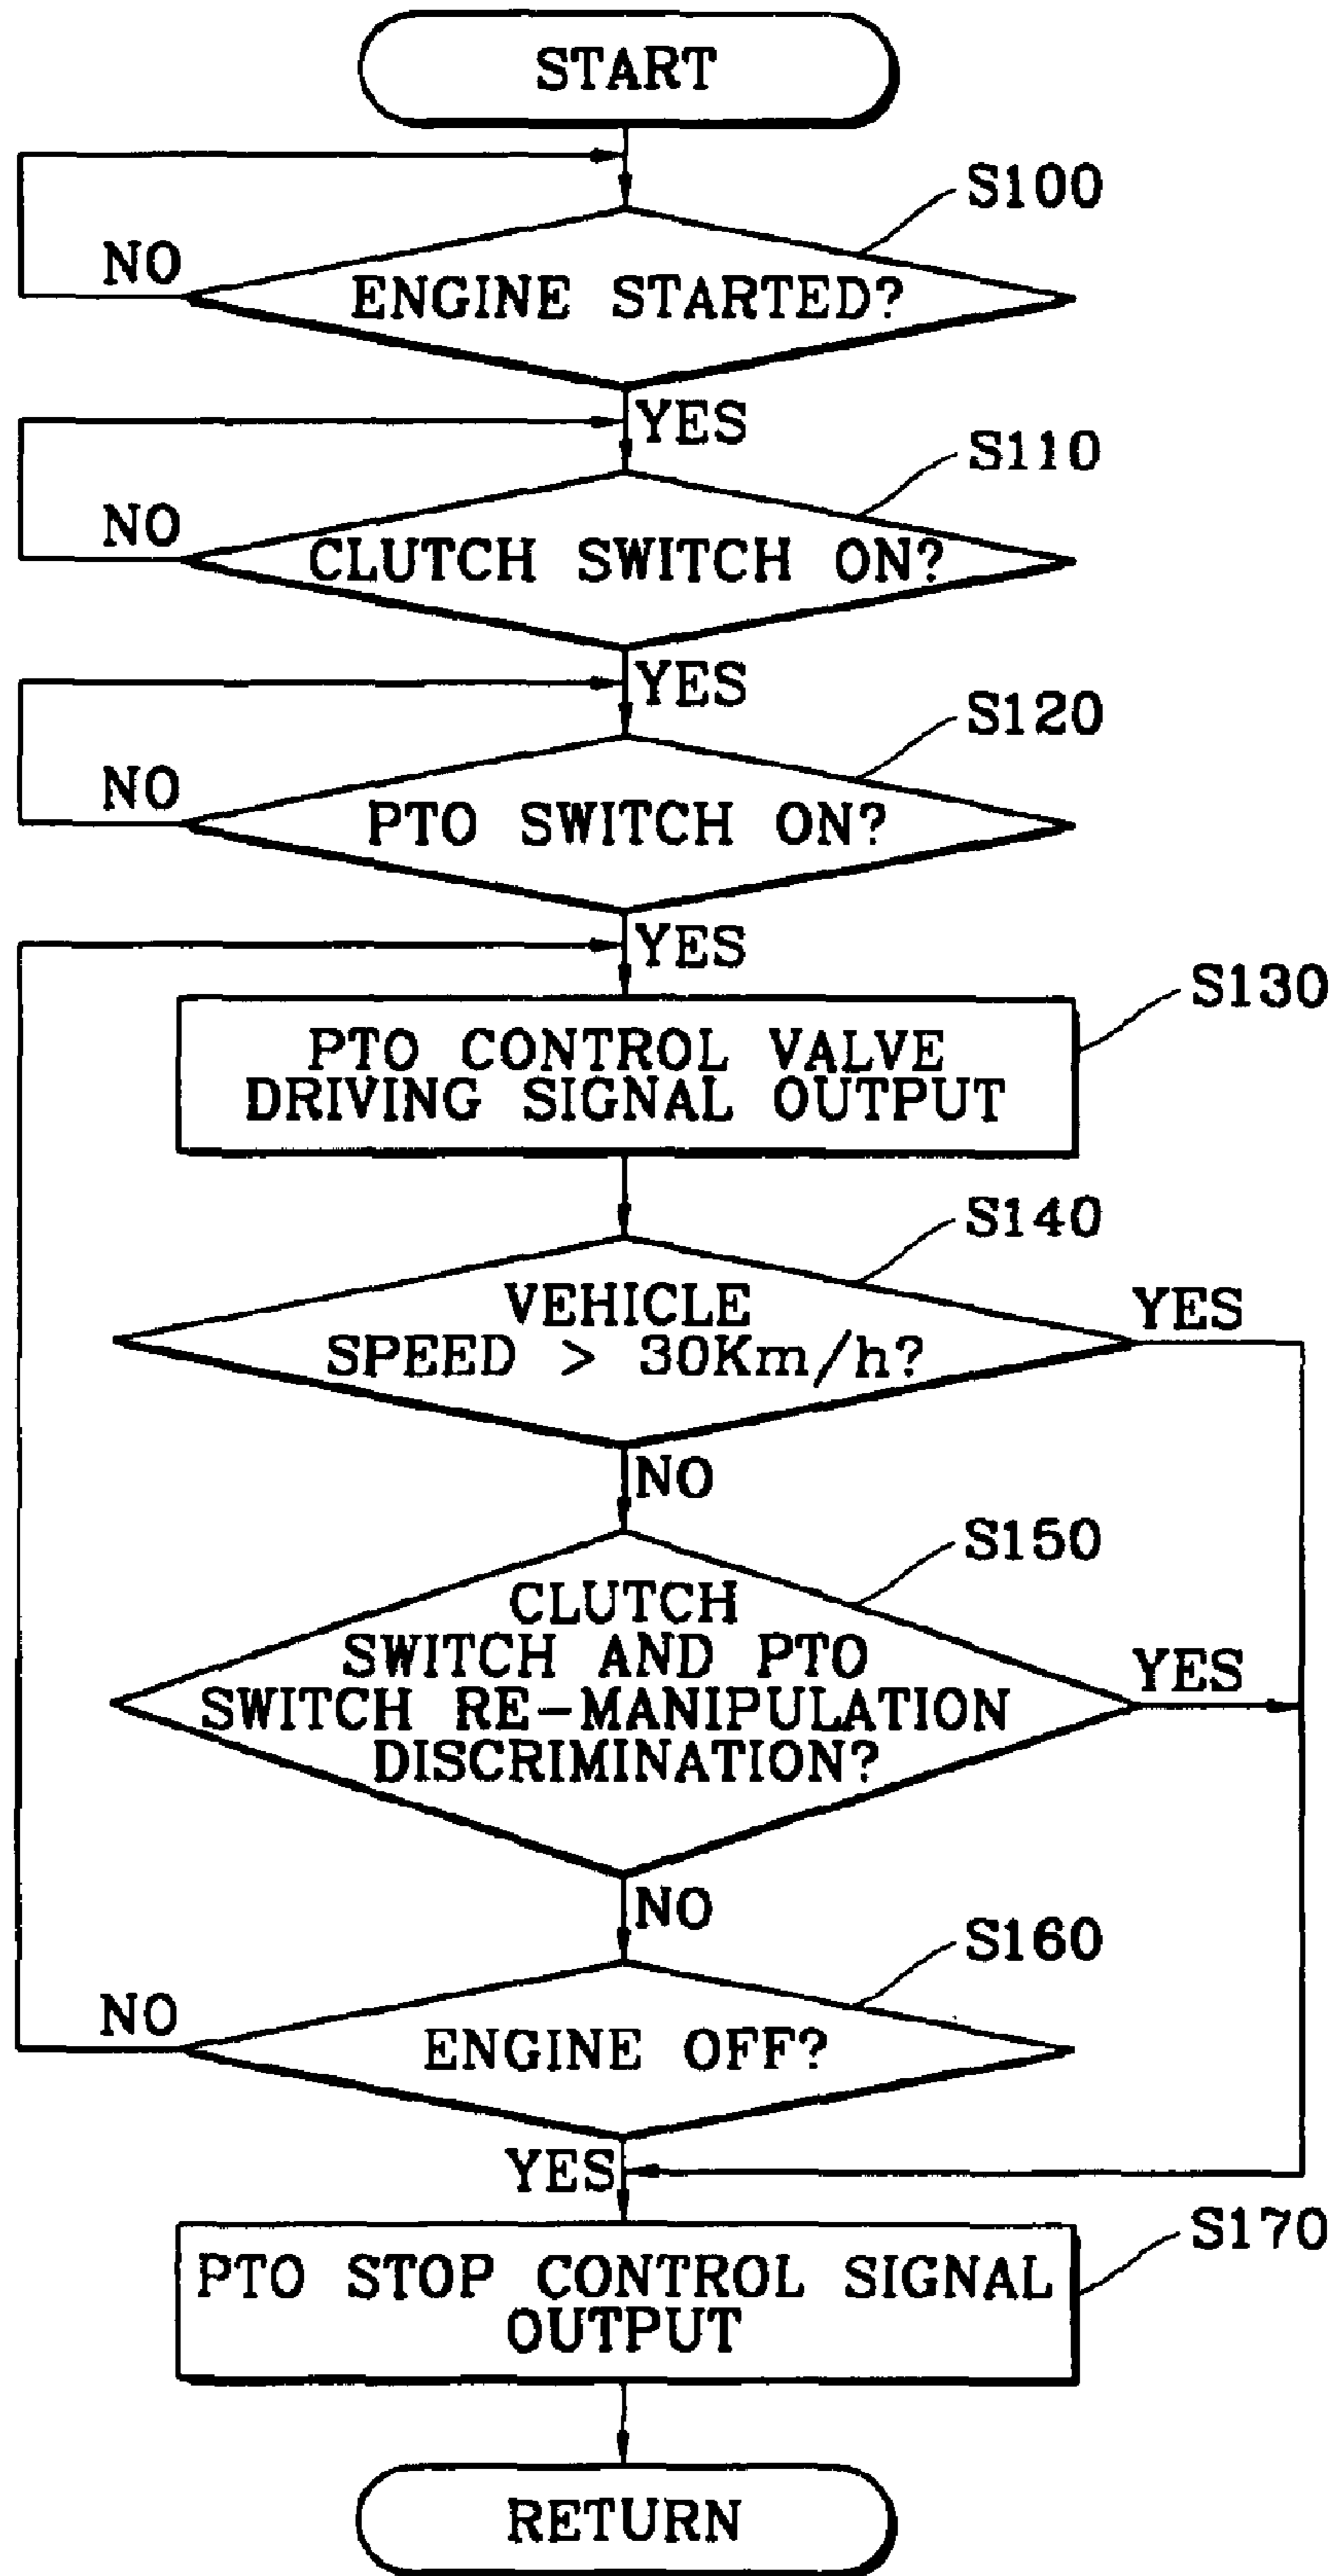 START
S100
NO
ENGINE STARTED?
YES
S110
NO
CLUTCH SWITCH ON?
YES
S120
NO
PTO SWITCH ON?
YES
S130
PTO CONTROL VALVE
DRIVING SIGNAL OUTPUT
S140
VEHICLE
SPEED > 30Km/h?
YES
NO
S150
CLUTCH
SWITCH AND PTO
SWITCH RE-MANIPULATION
DISCRIMINATION?
YES
NO
S160
NO
ENGINE OFF?
YES
S170
PTO STOP CONTROL SIGNAL
OUTPUT
RETURN